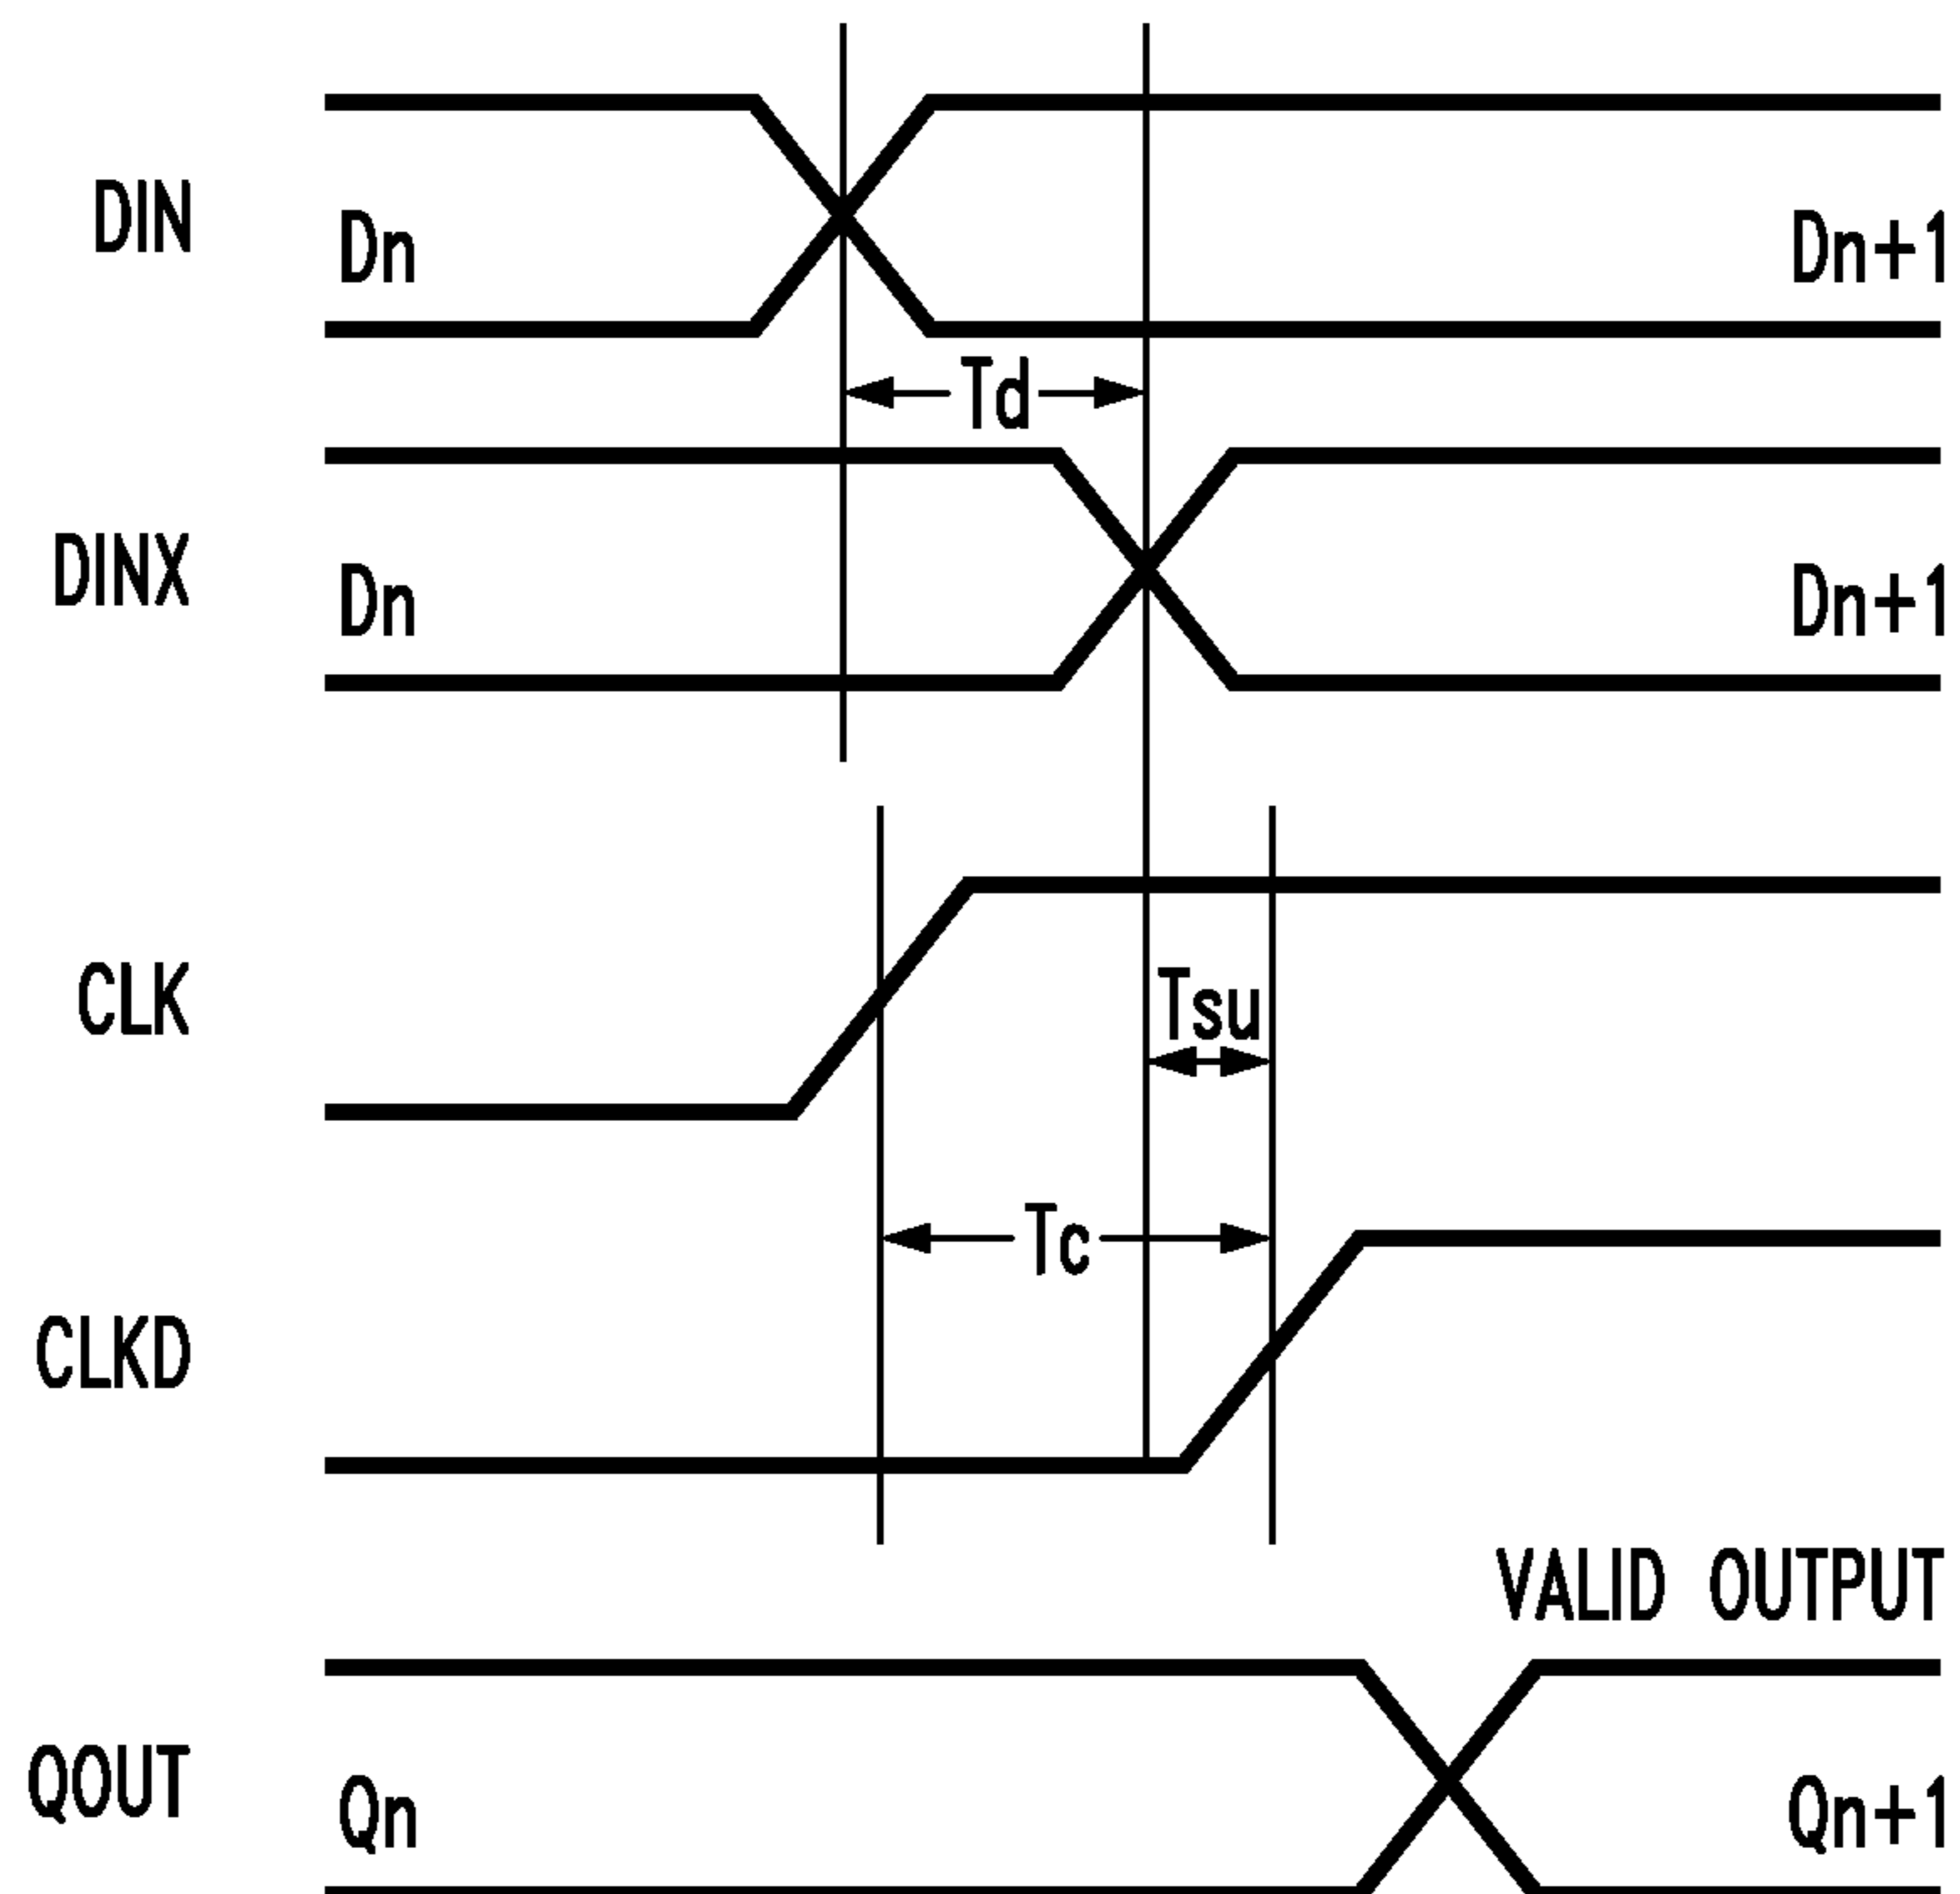 DIN
Dn
Dn+1
Td
DINX
Dn
Dn+1
CLK
Tsu
Tc
CLKD
VALID OUTPUT
QOUT
Qn
Qn+1